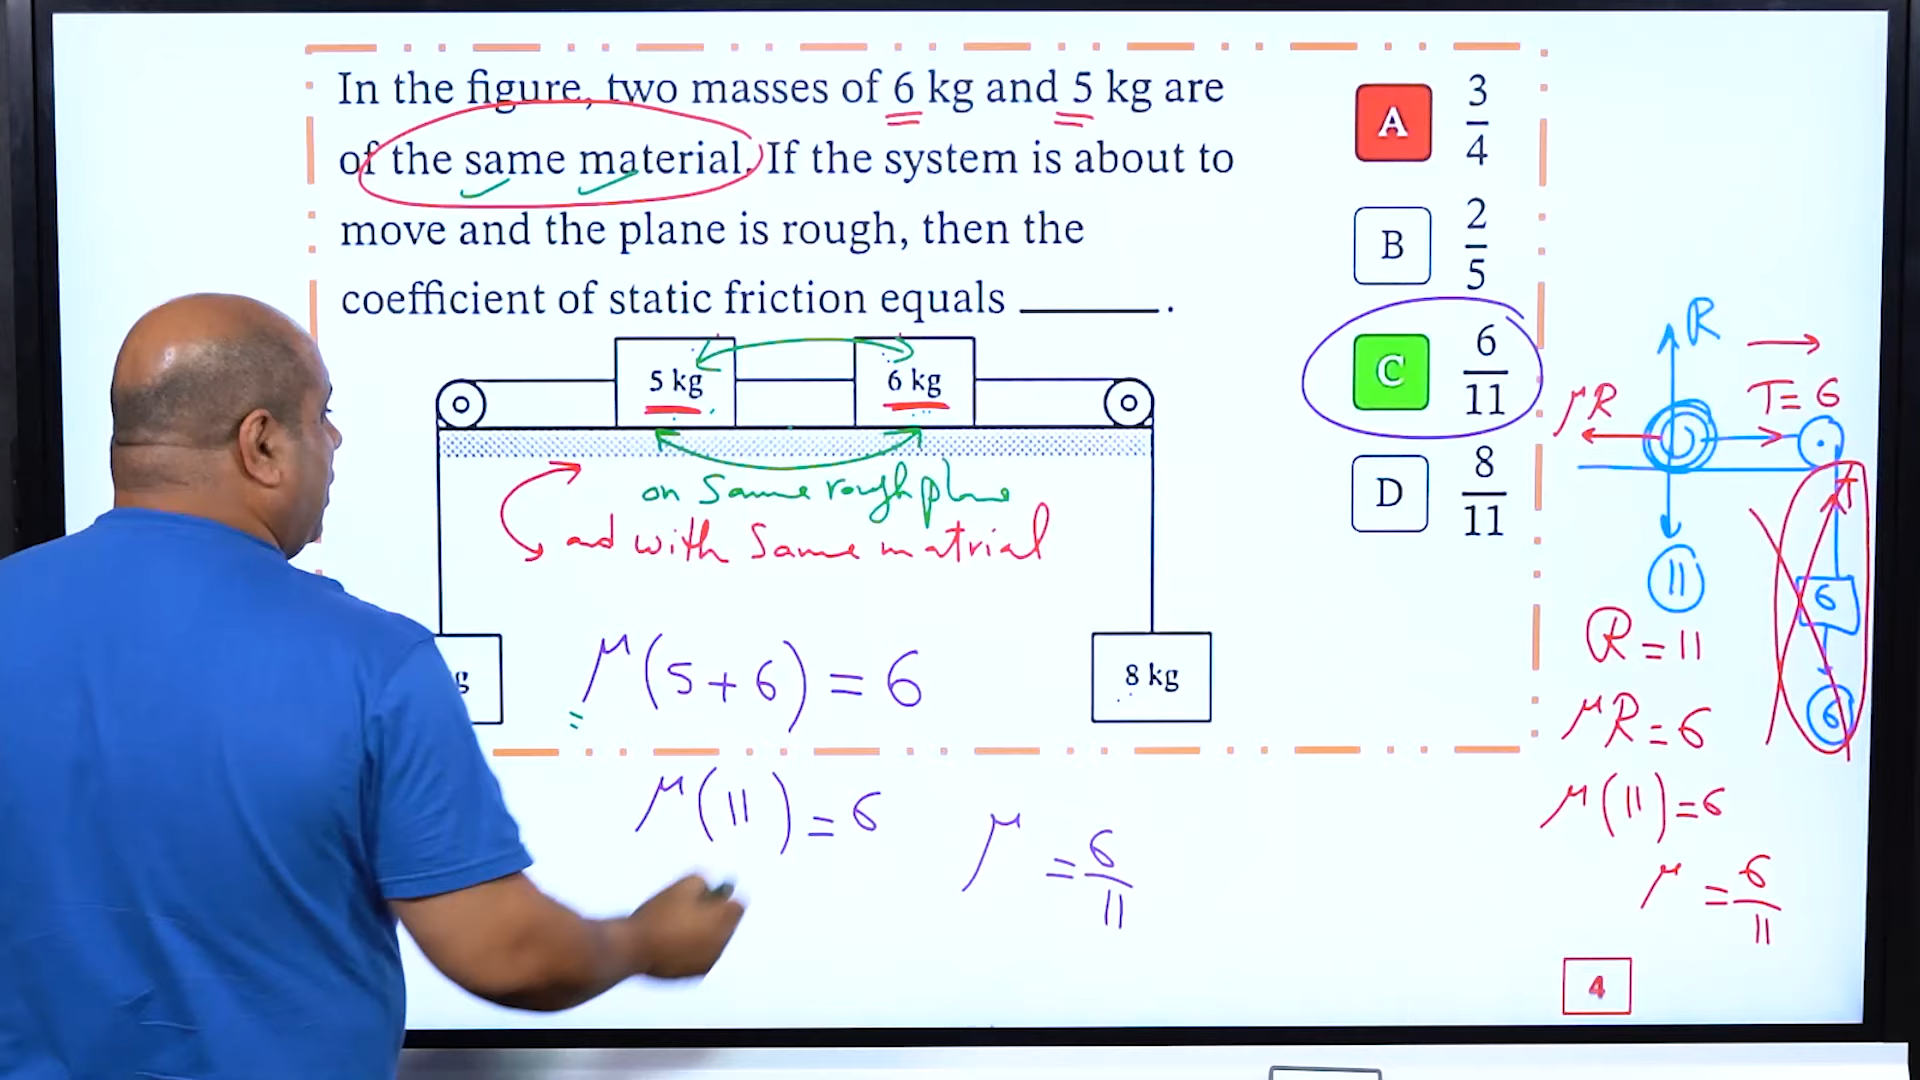 In the figure, two masses of 6 kg and 5 kg are
of the same material. If the system is about to
move and the plane is rough, then the
coefficient of static friction equals ______ .
A 3/4
B 2/5
C 6/11
D 8/11
5 kg
6 kg
on same rough plane
and with same matrial
g
8 kg
μ(5+6) = 6
μ(11) = 6
μ = 6/11
R
μR
T = 6
11
T
6
6
R = 11
μR = 6
μ(11) = 6
μ = 6/11
4